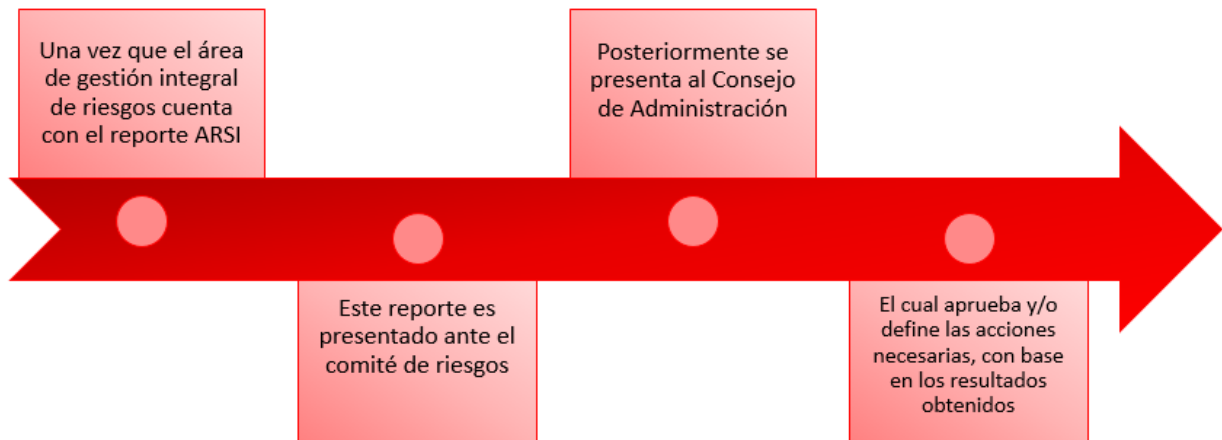 Una vez que el área
de gestión integral
de riesgos cuenta
con el reporte ARSI
Este reporte es
presentado ante el
comité de riesgos
Posteriormente se
presenta al Consejo
de Administración
El cual aprueba y/o
define las acciones
necesarias, con base
en los resultados
obtenidos